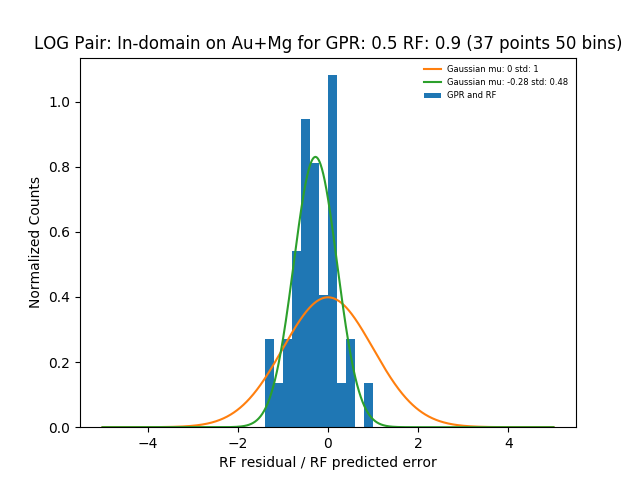 LOG Pair: In-domain on Au+Mg for GPR: 0.5 RF: 0.9 (37 points 50 bins)
Gaussian mu: 0 std: 1
Gaussian mu: -0.28 std: 0.48
GPR and RF
1.0
0.8
0.6
0.4
0.2
0.0
Normalized Counts
−4
−2
0
2
4
RF residual / RF predicted error